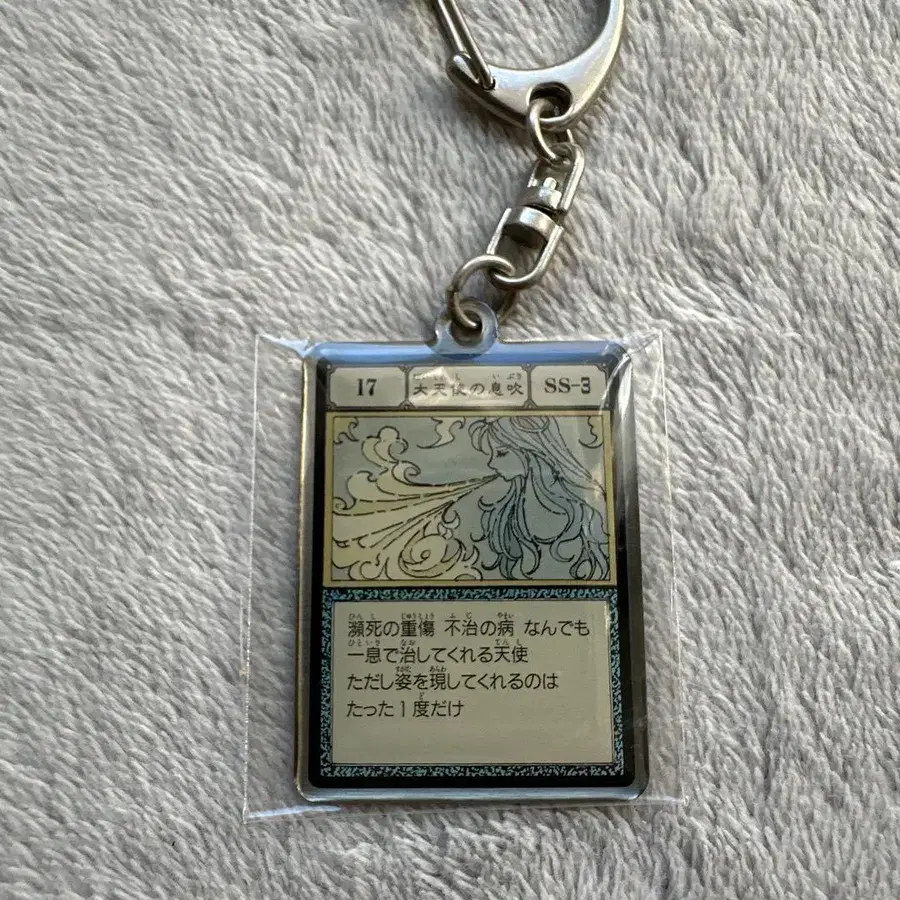 17 大天使の息吹 SS-3
瀕死の重傷 不治の病 なんでも
一息で治してくれる天使
ただし姿を現してくれるのは
たった1度だけ